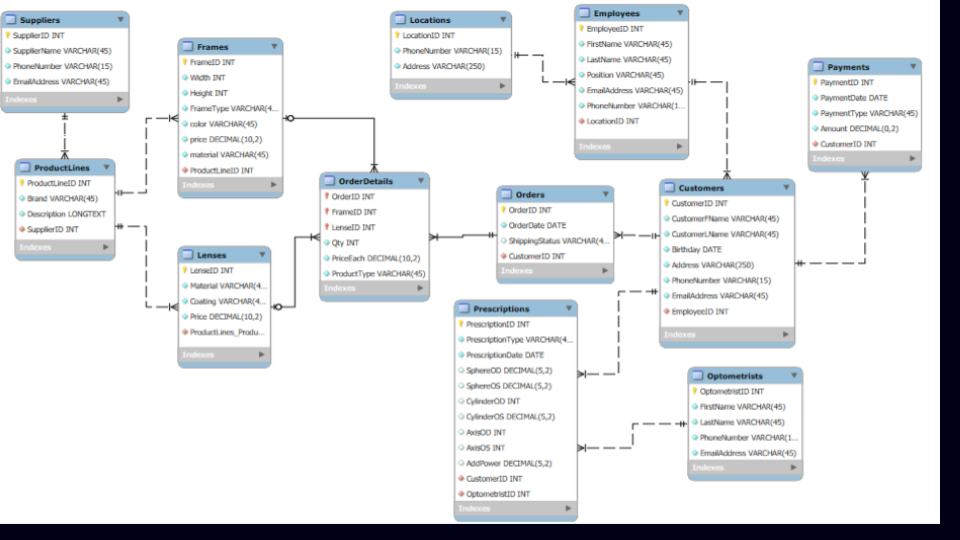 Suppliers
SupplierID INT
SupplierName VARCHAR(45)
PhoneNumber VARCHAR(15)
EmailAddress VARCHAR(45)
Indexes
Frames
FrameID INT
Width INT
Height INT
FrameType VARCHAR(4...
color VARCHAR(45)
price DECIMAL(10,2)
material VARCHAR(45)
ProductLineID INT
Indexes
Locations
LocationID INT
PhoneNumber VARCHAR(15)
Address VARCHAR(250)
Indexes
Employees
EmployeeID INT
FirstName VARCHAR(45)
LastName VARCHAR(45)
Position VARCHAR(45)
EmailAddress VARCHAR(45)
PhoneNumber VARCHAR(1...
LocationID INT
Indexes
Payments
PaymentID INT
PaymentDate DATE
PaymentType VARCHAR(45)
Amount DECIMAL(0,2)
CustomerID INT
Indexes
ProductLines
ProductLineID INT
Brand VARCHAR(45)
Description LONGTEXT
SupplierID INT
Indexes
OrderDetails
OrderID INT
FrameID INT
LenseID INT
Qty INT
PriceEach DECIMAL(10,2)
ProductType VARCHAR(45)
Indexes
Orders
OrderID INT
OrderDate DATE
ShippingStatus VARCHAR(4...
CustomerID INT
Indexes
Customers
CustomerID INT
CustomerFName VARCHAR(45)
CustomerLName VARCHAR(45)
Birthday DATE
Address VARCHAR(250)
PhoneNumber VARCHAR(15)
EmailAddress VARCHAR(45)
EmployeeID INT
Indexes
Lenses
LenseID INT
Material VARCHAR(4...
Coating VARCHAR(4...
Price DECIMAL(10,2)
ProductLines_Produ...
Indexes
Prescriptions
PrescriptionID INT
PrescriptionType VARCHAR(4...
PrescriptionDate DATE
SphereOD DECIMAL(5,2)
SphereOS DECIMAL(5,2)
CylinderOD INT
CylinderOS DECIMAL(5,2)
AxisOD INT
AxisOS INT
AddPower DECIMAL(5,2)
CustomerID INT
OptometristID INT
Indexes
Optometrists
OptometristID INT
FirstName VARCHAR(45)
LastName VARCHAR(45)
PhoneNumber VARCHAR(1...
EmailAddress VARCHAR(45)
Indexes